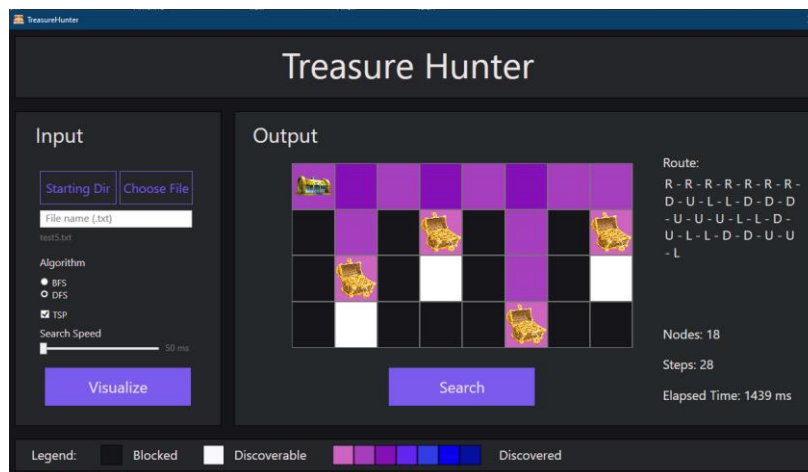 TreasureHunter
Treasure Hunter
Input
Starting Dir
Choose File
File name (.txt)
test5.txt
Algorithm
BFS
DFS
TSP
Search Speed
50 ms
Visualize
Output
Search
Route:
R - R - R - R - R - R - R -
D - U - L - L - D - D - D
- U - U - U - L - L - D -
U - L - L - D - D - U - U
- L
Nodes: 18
Steps: 28
Elapsed Time: 1439 ms
Legend:
Blocked
Discoverable
Discovered